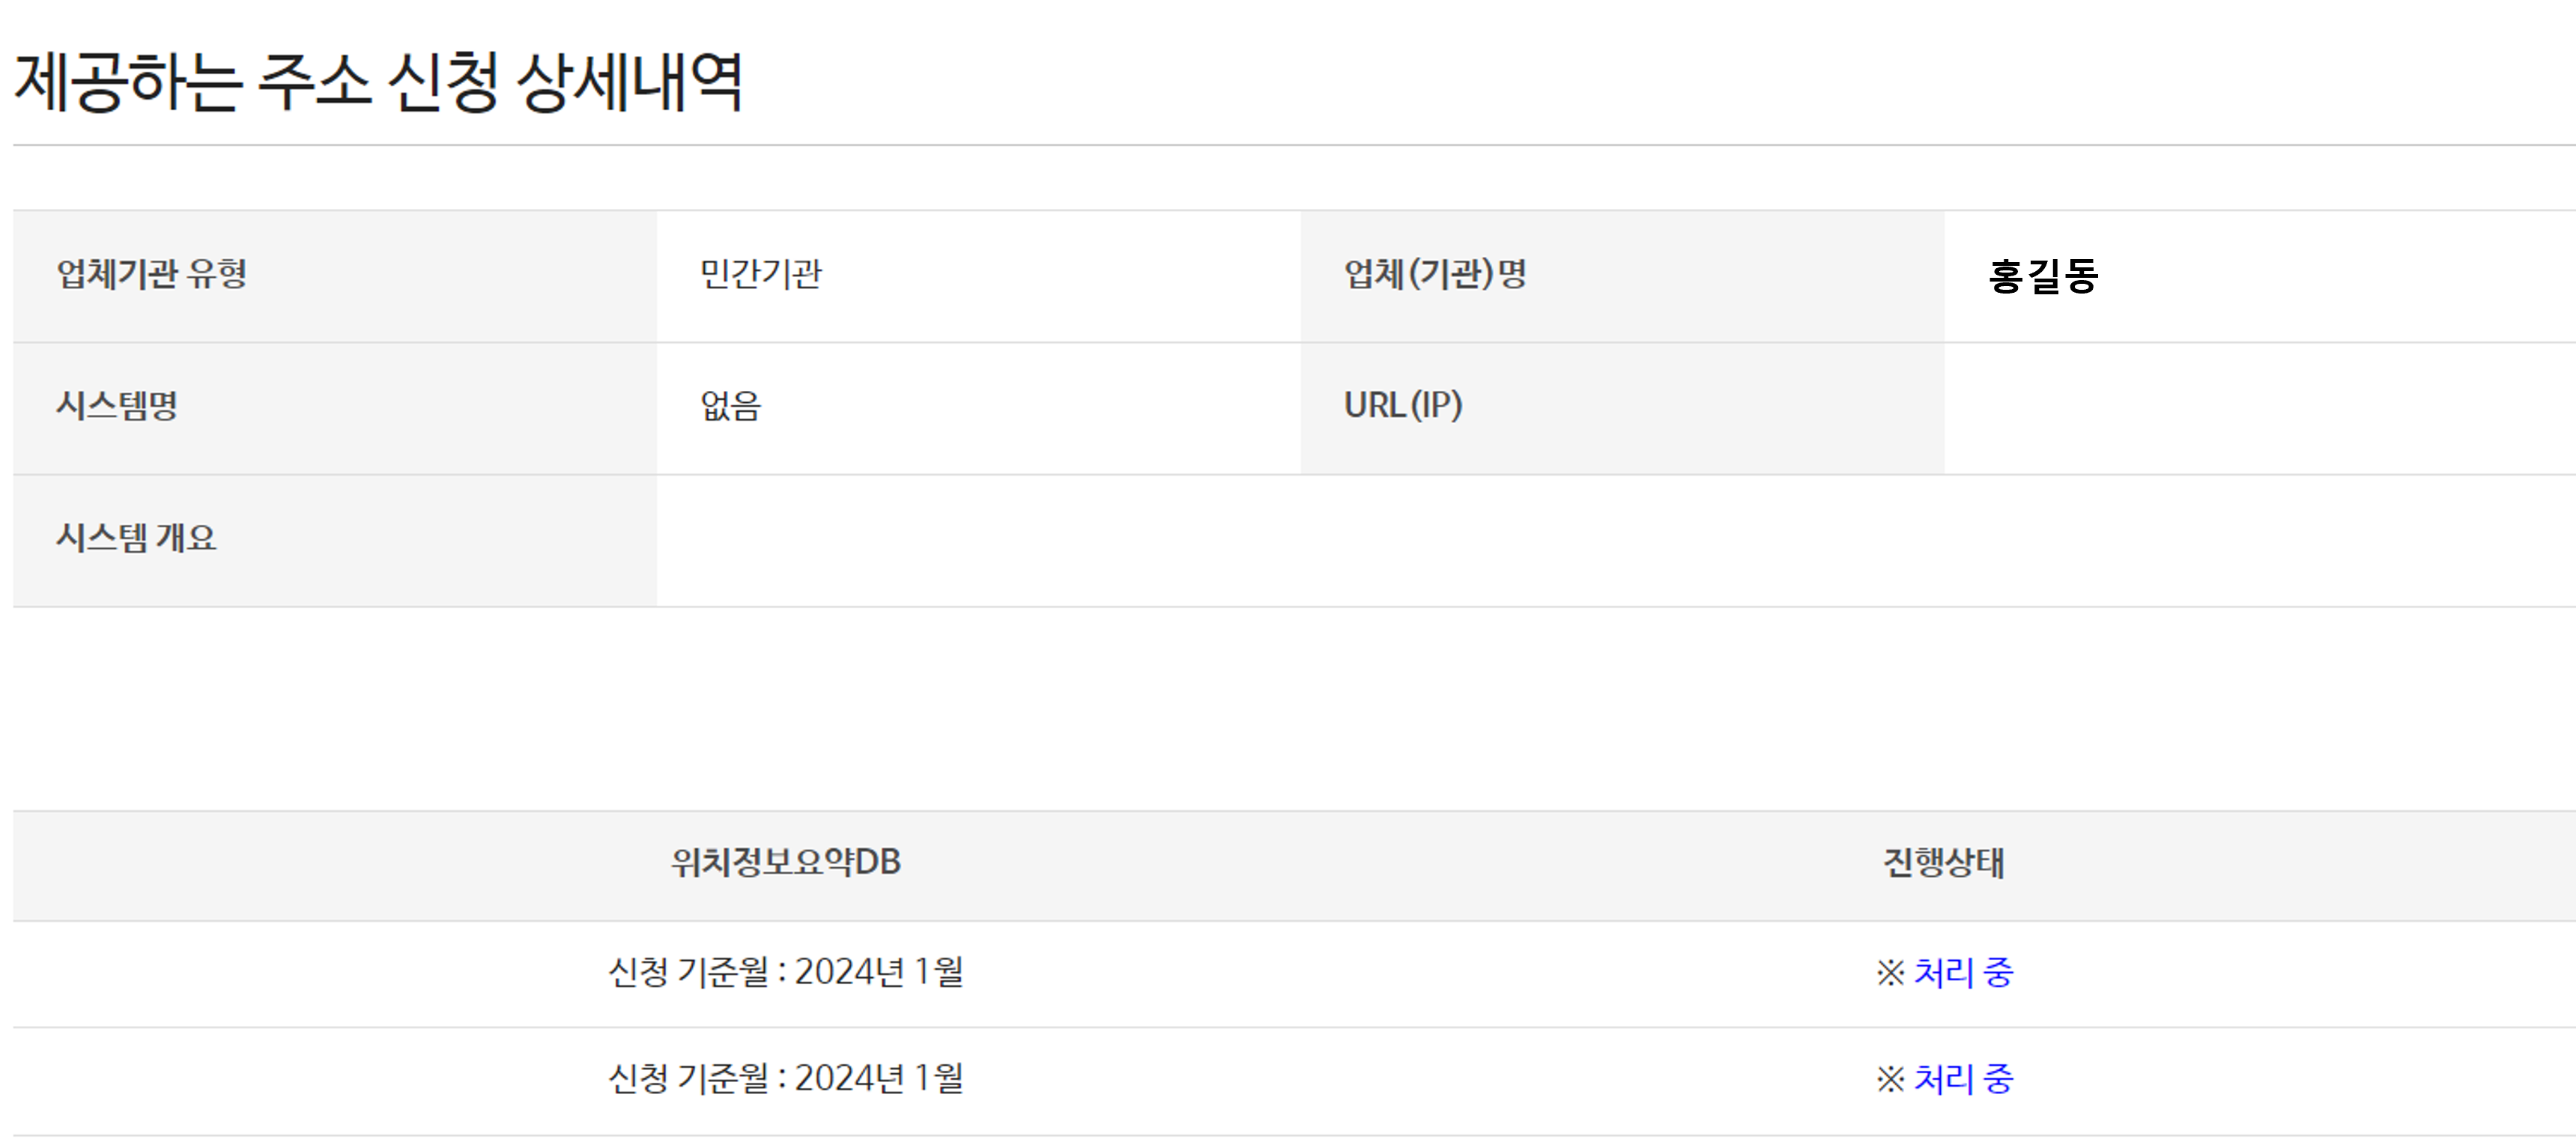 제공하는 주소 신청 상세내역
업체기관 유형 민간기관 업체(기관)명 홍길동
시스템명 없음 URL(IP)
시스템 개요
위치정보요약DB 진행상태
신청 기준월 : 2024년 1월 ※ 처리 중
신청 기준월 : 2024년 1월 ※ 처리 중